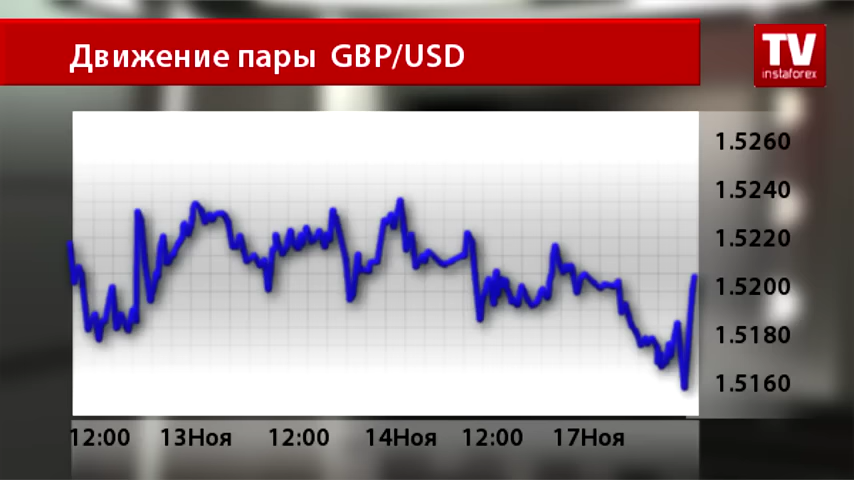 Движение пары GBP/USD
TV
instaforex
1.5260
1.5240
1.5220
1.5200
1.5180
1.5160
12:00 13Ноя 12:00 14Ноя 12:00 17Ноя